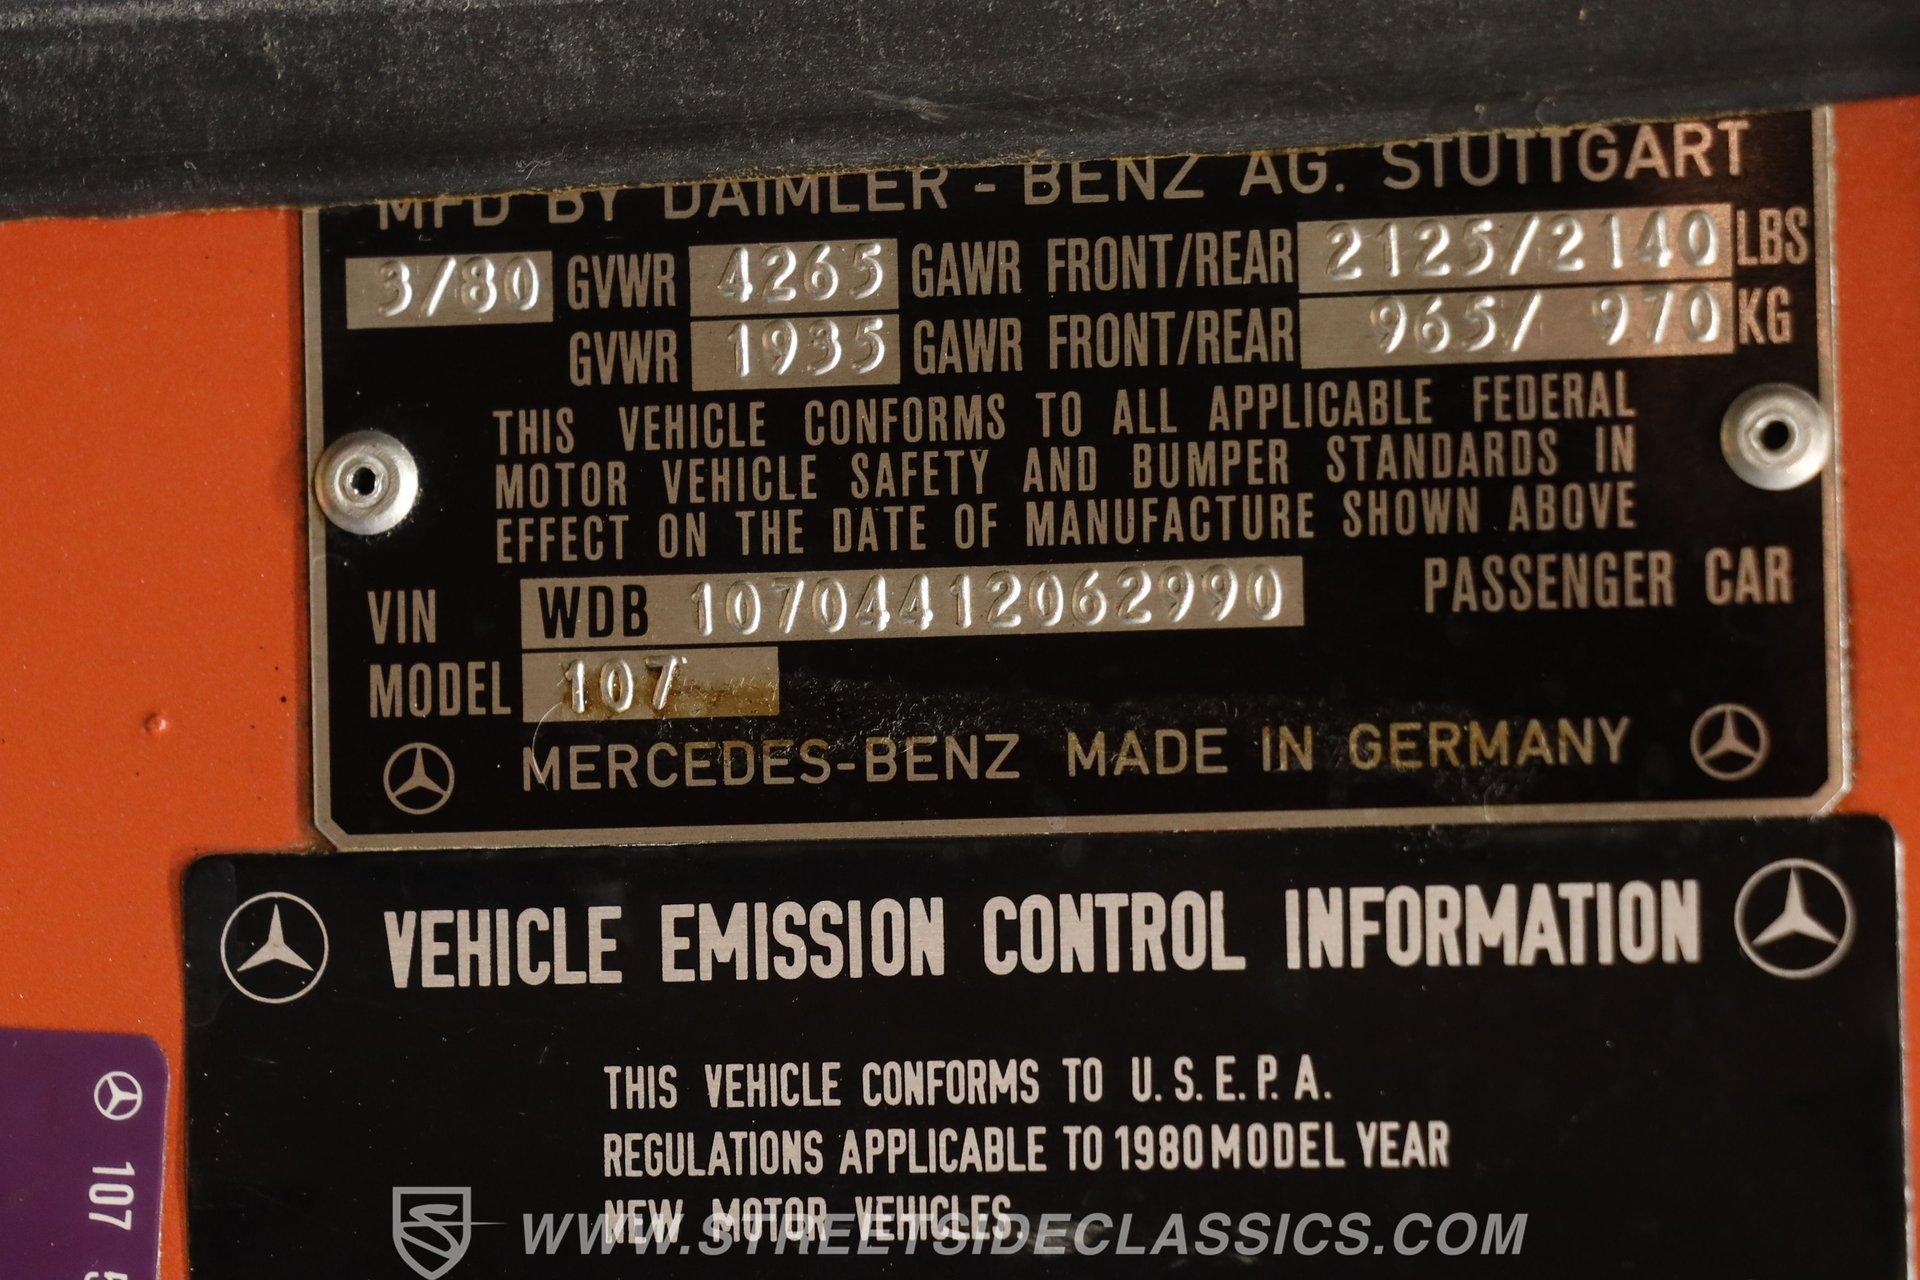 MFD BY DAIMLER - BENZ AG. STUTTGART
3/80 GVWR 4265 GAWR FRONT/REAR 2125/2140 LBS
GVWR 1935 GAWR FRONT/REAR 965/ 970 KG
THIS VEHICLE CONFORMS TO ALL APPLICABLE FEDERAL
MOTOR VEHICLE SAFETY AND BUMPER STANDARDS IN
EFFECT ON THE DATE OF MANUFACTURE SHOWN ABOVE
VIN WDB 10704412062990 PASSENGER CAR
MODEL 107
MERCEDES-BENZ MADE IN GERMANY
VEHICLE EMISSION CONTROL INFORMATION
THIS VEHICLE CONFORMS TO U.S.E.P.A.
REGULATIONS APPLICABLE TO 1980 MODEL YEAR
NEW MOTOR VEHICLES.
107
WWW.STREETSIDECLASSICS.COM